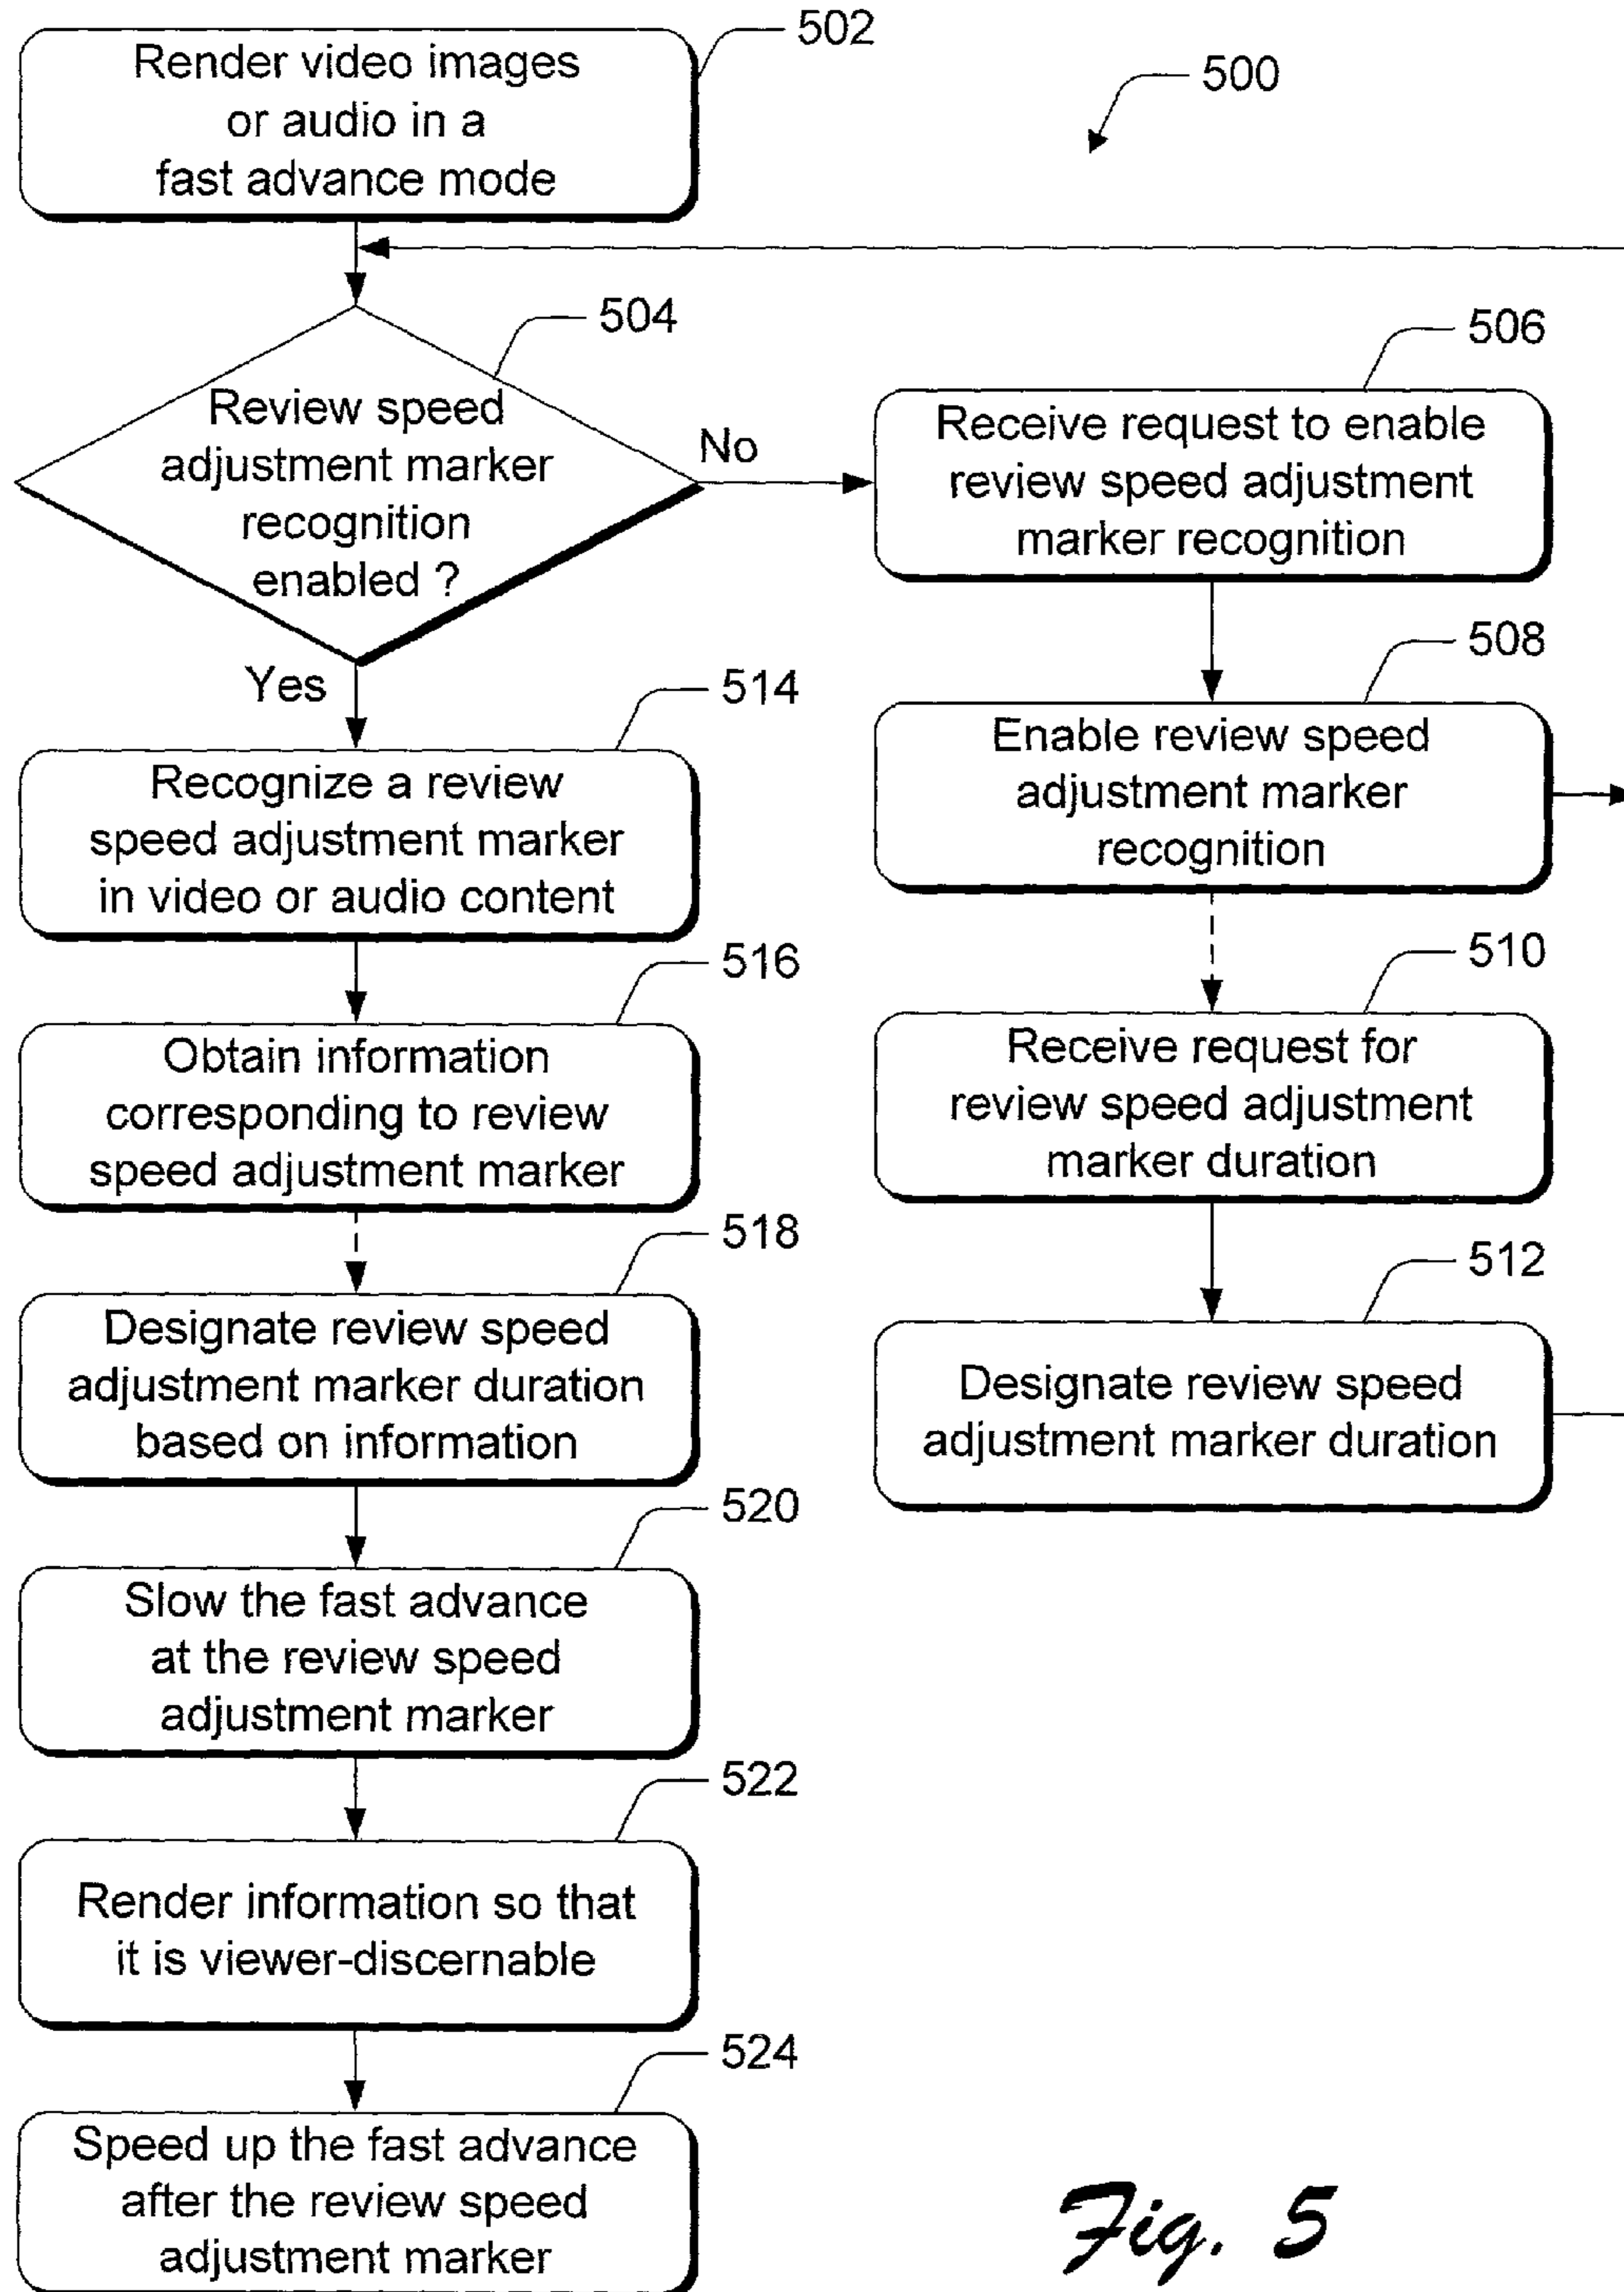 502
Render video images
or audio in a
fast advance mode
500
504
Review speed
adjustment marker
recognition
enabled ?
No
Yes
506
Receive request to enable
review speed adjustment
marker recognition
508
Enable review speed
adjustment marker
recognition
510
Receive request for
review speed adjustment
marker duration
512
Designate review speed
adjustment marker duration
514
Recognize a review
speed adjustment marker
in video or audio content
516
Obtain information
corresponding to review
speed adjustment marker
518
Designate review speed
adjustment marker duration
based on information
520
Slow the fast advance
at the review speed
adjustment marker
522
Render information so that
it is viewer-discernable
524
Speed up the fast advance
after the review speed
adjustment marker
Fig. 5